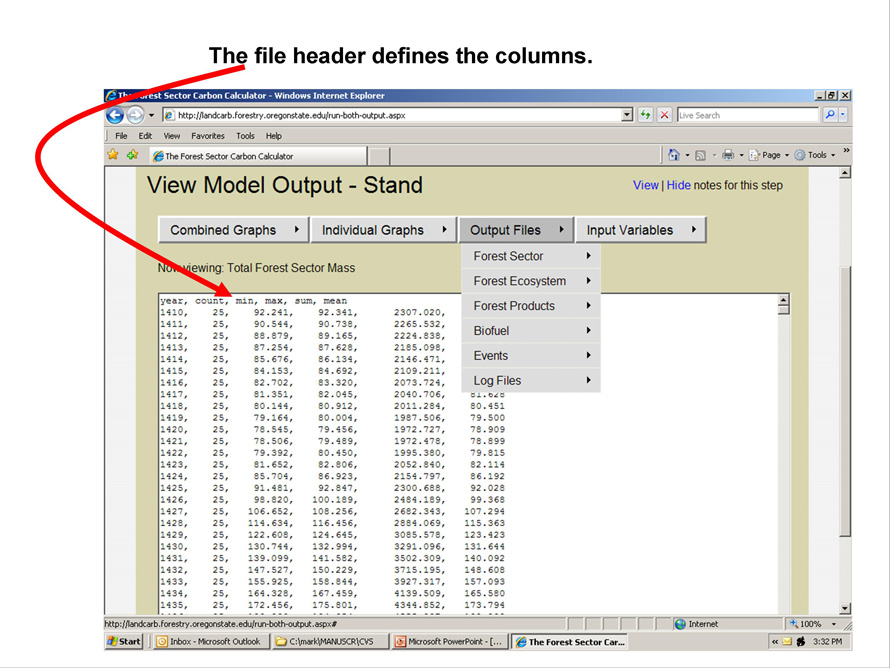 The file header defines the columns.
The Forest Sector Carbon Calculator - Windows Internet Explorer
http://landcarb.forestry.oregonstate.edu/run-both-output.aspx
Live Search
File Edit View Favorites Tools Help
The Forest Sector Carbon Calculator
Page Tools
View Model Output - Stand
View | Hide notes for this step
Combined Graphs Individual Graphs Output Files Input Variables
Forest Sector
Forest Ecosystem
Forest Products
Biofuel
Events
Log Files
Now viewing: Total Forest Sector Mass
year, count, min, max, sum, mean
1410, 25, 92.241, 92.341, 2307.020,
1411, 25, 90.544, 90.738, 2265.532,
1412, 25, 88.879, 89.165, 2224.838,
1413, 25, 87.254, 87.628, 2185.098,
1414, 25, 85.676, 86.134, 2146.471,
1415, 25, 84.153, 84.692, 2109.211,
1416, 25, 82.702, 83.320, 2073.724,
1417, 25, 81.351, 82.045, 2040.706, 81.628
1418, 25, 80.144, 80.912, 2011.284, 80.451
1419, 25, 79.164, 80.004, 1987.506, 79.500
1420, 25, 78.545, 79.456, 1972.727, 78.909
1421, 25, 78.506, 79.489, 1972.478, 78.899
1422, 25, 79.392, 80.450, 1995.380, 79.815
1423, 25, 81.652, 82.806, 2052.840, 82.114
1424, 25, 85.704, 86.923, 2154.797, 86.192
1425, 25, 91.481, 92.847, 2300.688, 92.028
1426, 25, 98.820, 100.189, 2484.189, 99.368
1427, 25, 106.652, 108.256, 2682.343, 107.294
1428, 25, 114.634, 116.456, 2884.069, 115.363
1429, 25, 122.608, 124.645, 3085.578, 123.423
1430, 25, 130.744, 132.994, 3291.096, 131.644
1431, 25, 139.099, 141.582, 3502.309, 140.092
1432, 25, 147.527, 150.229, 3715.195, 148.608
1433, 25, 155.925, 158.844, 3927.317, 157.093
1434, 25, 164.328, 167.459, 4139.509, 165.580
1435, 25, 172.456, 175.801, 4344.852, 173.794
http://landcarb.forestry.oregonstate.edu/run-both-output.aspx#
Internet
100%
Start
Inbox - Microsoft Outlook
C:\mark\MANUSCR\CVS
Microsoft PowerPoint - [...
The Forest Sector Car...
3:32 PM